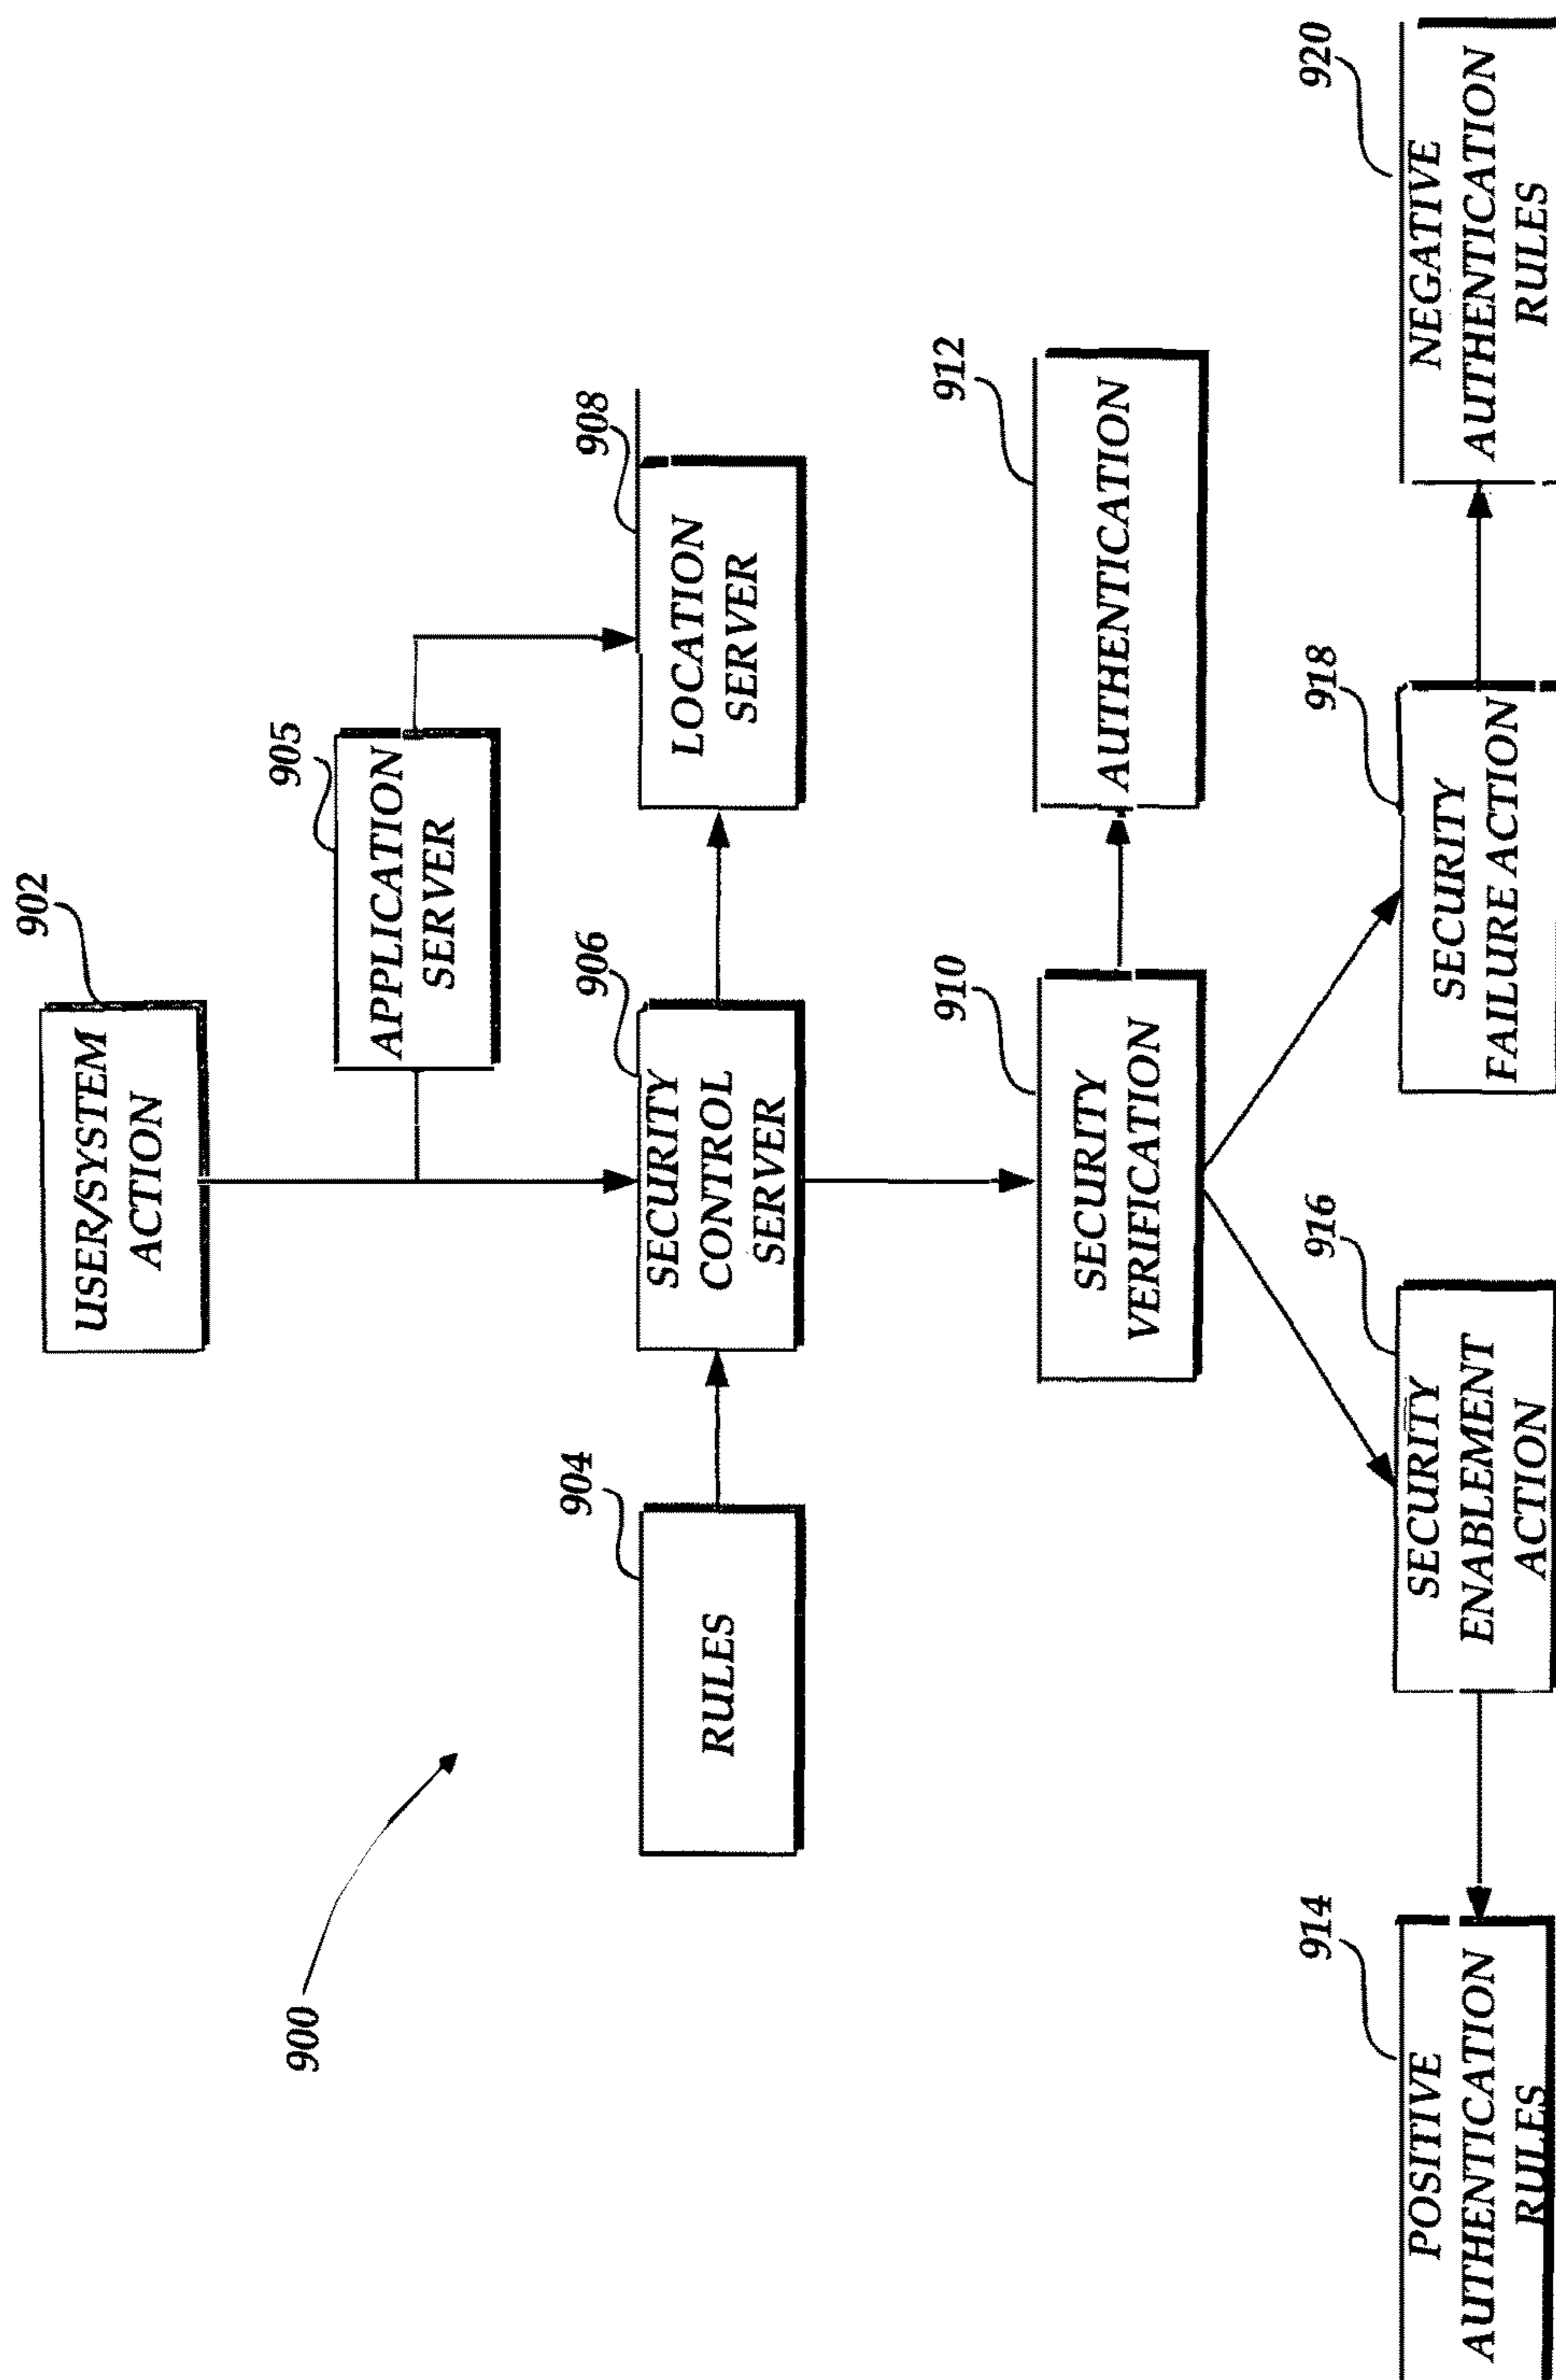 902
USER/SYSTEM
ACTION
905
APPLICATION
SERVER
900
904
RULES
906
SECURITY
CONTROL
SERVER
908
LOCATION
SERVER
910
SECURITY
VERIFICATION
912
AUTHENTICATION
914
POSITIVE
AUTHENTICATION
RULES
916
SECURITY
ENABLEMENT
ACTION
918
SECURITY
FAILURE ACTION
920
NEGATIVE
AUTHENTICATION
RULES